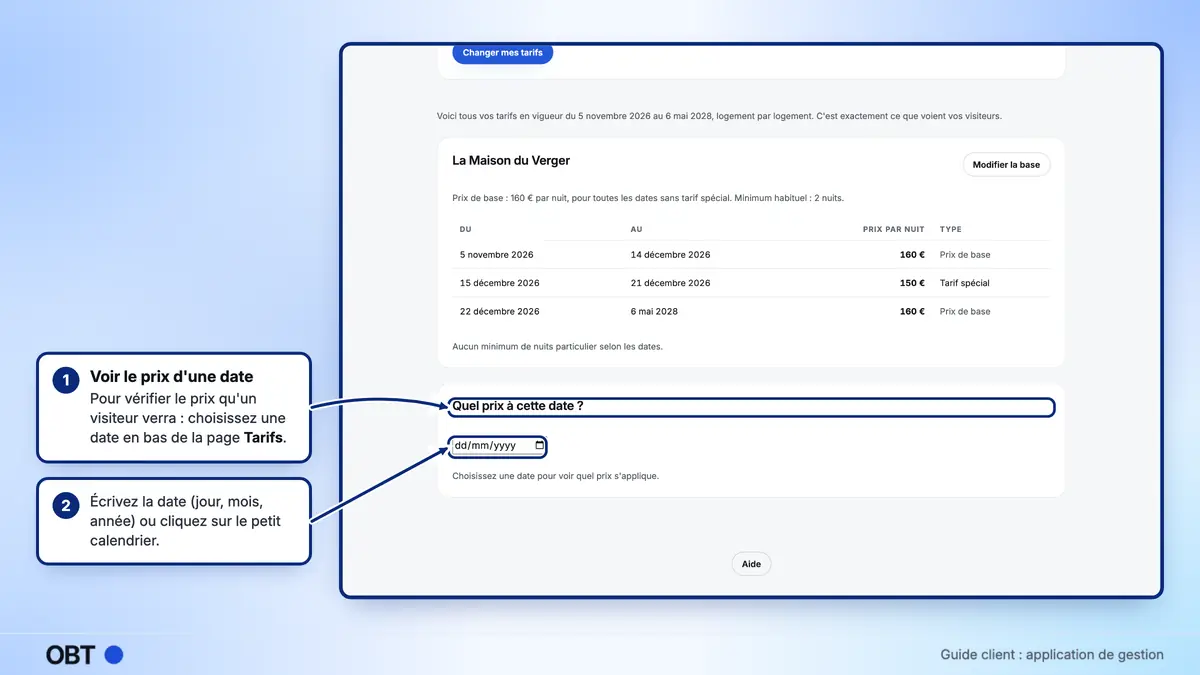 Changer mes tarifs
Voici tous vos tarifs en vigueur du 5 novembre 2026 au 6 mai 2028, logement par logement. C'est exactement ce que voient vos visiteurs.
La Maison du Verger
Modifier la base
Prix de base : 160 € par nuit, pour toutes les dates sans tarif spécial. Minimum habituel : 2 nuits.
DU AU PRIX PAR NUIT TYPE
5 novembre 2026 14 décembre 2026 160 € Prix de base
15 décembre 2026 21 décembre 2026 150 € Tarif spécial
22 décembre 2026 6 mai 2028 160 € Prix de base
Aucun minimum de nuits particulier selon les dates.
1 Voir le prix d'une date
Pour vérifier le prix qu'un
visiteur verra : choisissez une
date en bas de la page Tarifs.
Quel prix à cette date ?
dd/mm/yyyy
Choisissez une date pour voir quel prix s'applique.
2 Écrivez la date (jour, mois,
année) ou cliquez sur le petit
calendrier.
Aide
OBT
Guide client : application de gestion